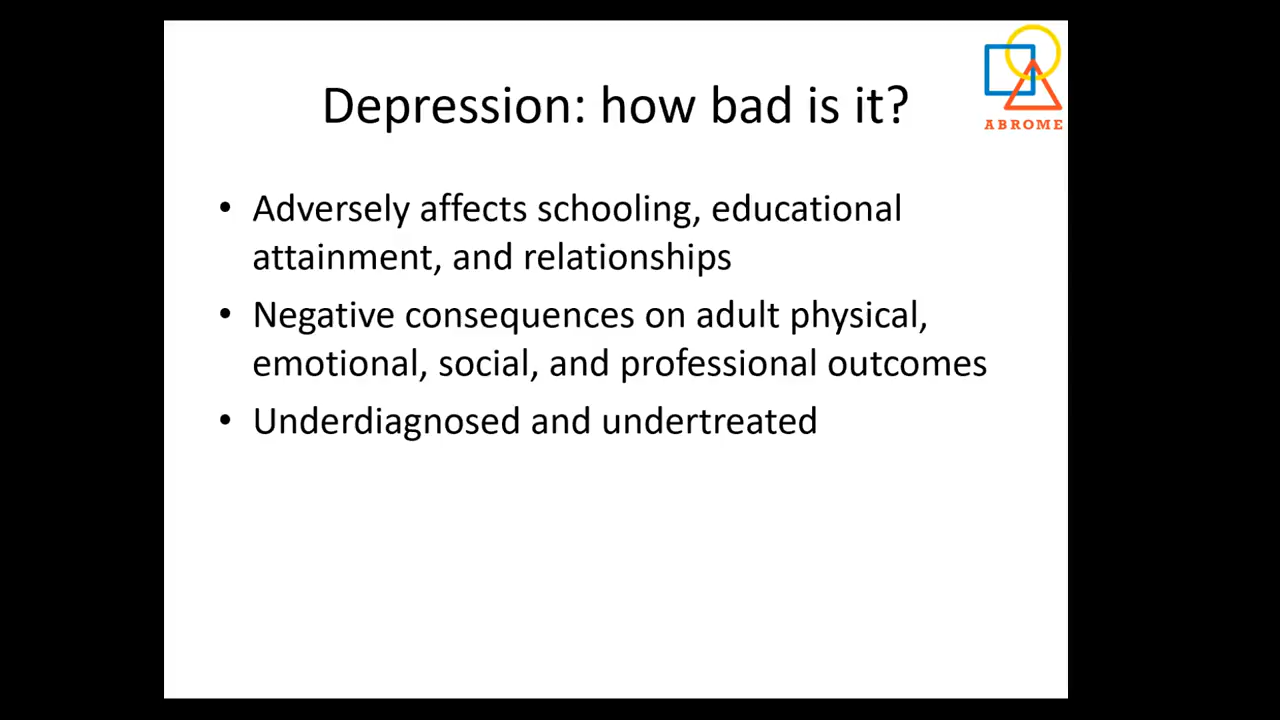 Depression: how bad is it?
ABROME
• Adversely affects schooling, educational
attainment, and relationships
• Negative consequences on adult physical,
emotional, social, and professional outcomes
• Underdiagnosed and undertreated